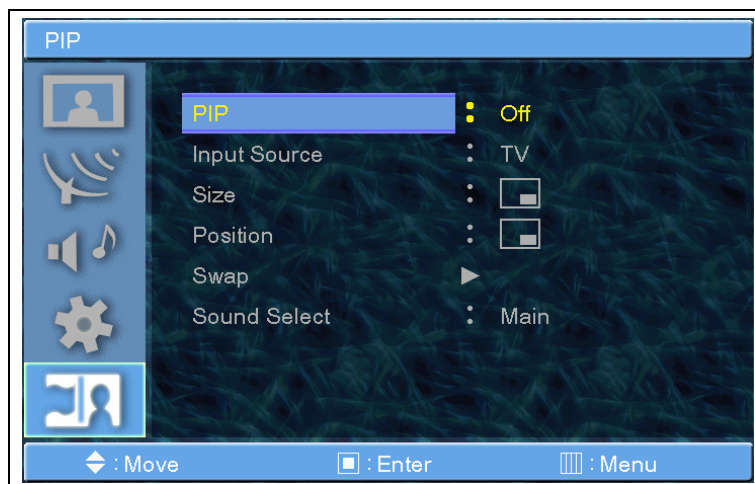 PIP
PIP : Off
Input Source : TV
Size :
Position :
Swap
Sound Select : Main
: Move : Enter : Menu